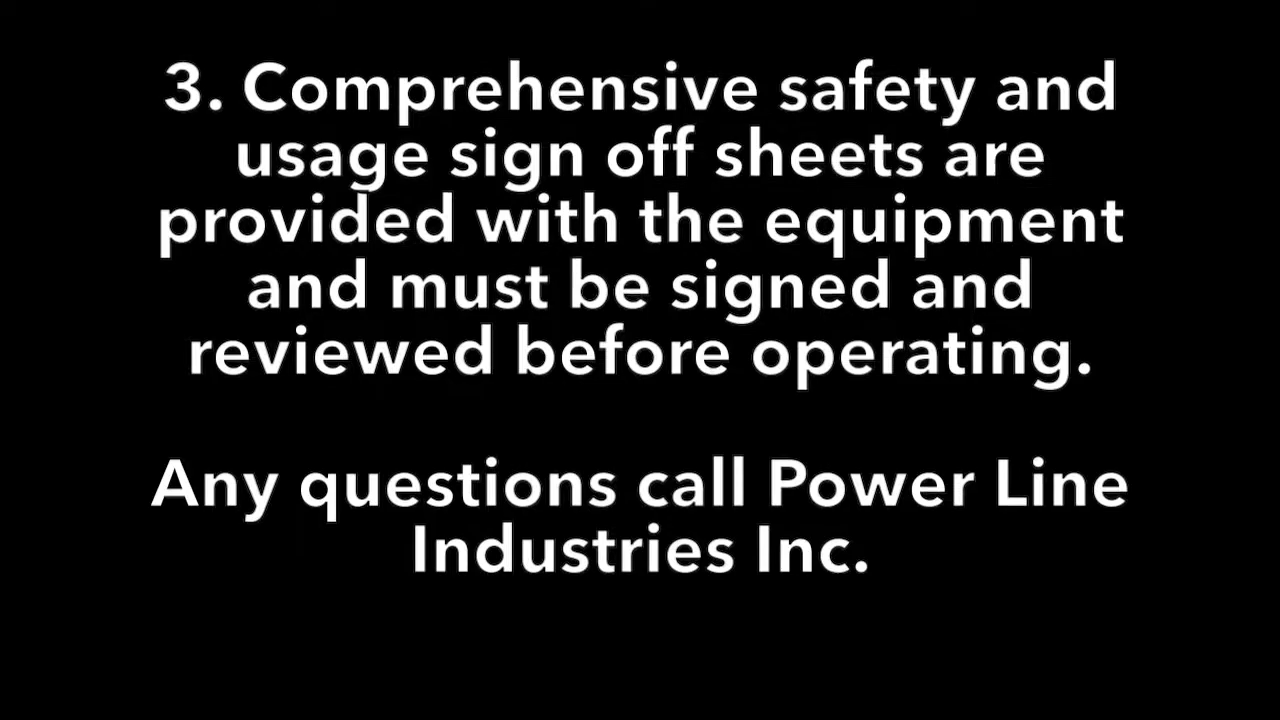 3. Comprehensive safety and
usage sign off sheets are
provided with the equipment
and must be signed and
reviewed before operating.
Any questions call Power Line
Industries Inc.